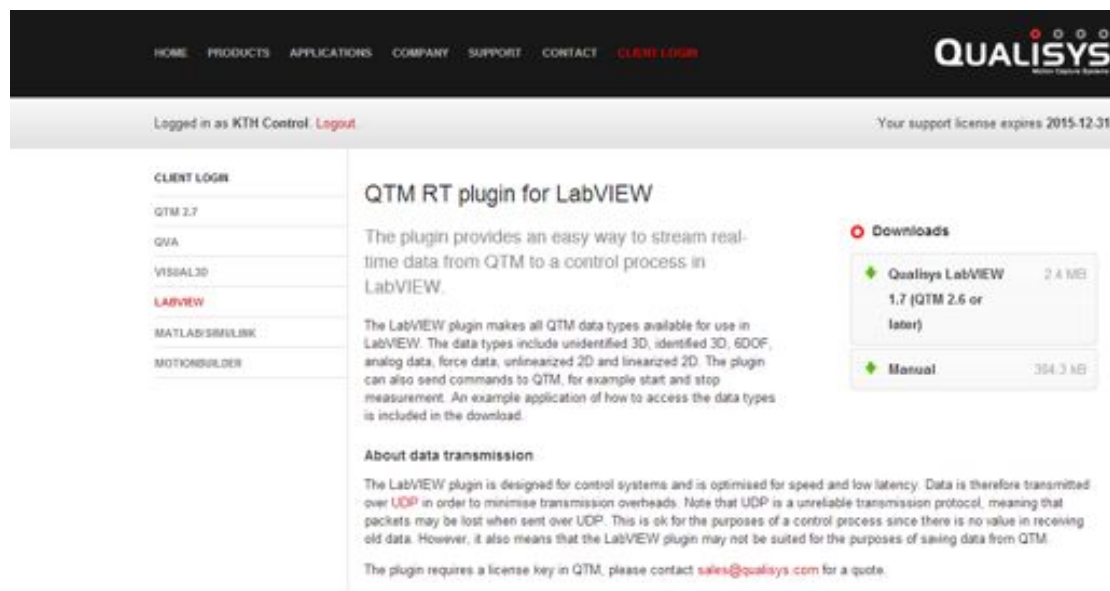 HOME PRODUCTS APPLICATIONS COMPANY SUPPORT CONTACT CLIENT LOGIN
QUALISYS
Motion Capture Systems
Logged in as KTH Control. Logout.
Your support license expires 2015-12-31
CLIENT LOGIN
QTM 2.7
QVA
VISUAL3D
LABVIEW
MATLAB/SIMULINK
MOTIONBUILDER
QTM RT plugin for LabVIEW
The plugin provides an easy way to stream real-
time data from QTM to a control process in
LabVIEW.
The LabVIEW plugin makes all QTM data types available for use in
LabVIEW. The data types include unidentified 3D, identified 3D, 6DOF,
analog data, force data, unlinearized 2D and linearized 2D. The plugin
can also send commands to QTM, for example start and stop
measurement. An example application of how to access the data types
is included in the download.
Downloads
Qualisys LabVIEW 2.4 MB
1.7 (QTM 2.6 or
later)
Manual 394.3 kB
About data transmission
The LabVIEW plugin is designed for control systems and is optimised for speed and low latency. Data is therefore transmitted
over UDP in order to minimise transmission overheads. Note that UDP is a unreliable transmission protocol, meaning that
packets may be lost when sent over UDP. This is ok for the purposes of a control process since there is no value in receiving
old data. However, it also means that the LabVIEW plugin may not be suited for the purposes of saving data from QTM.
The plugin requires a license key in QTM, please contact sales@qualisys.com for a quote.